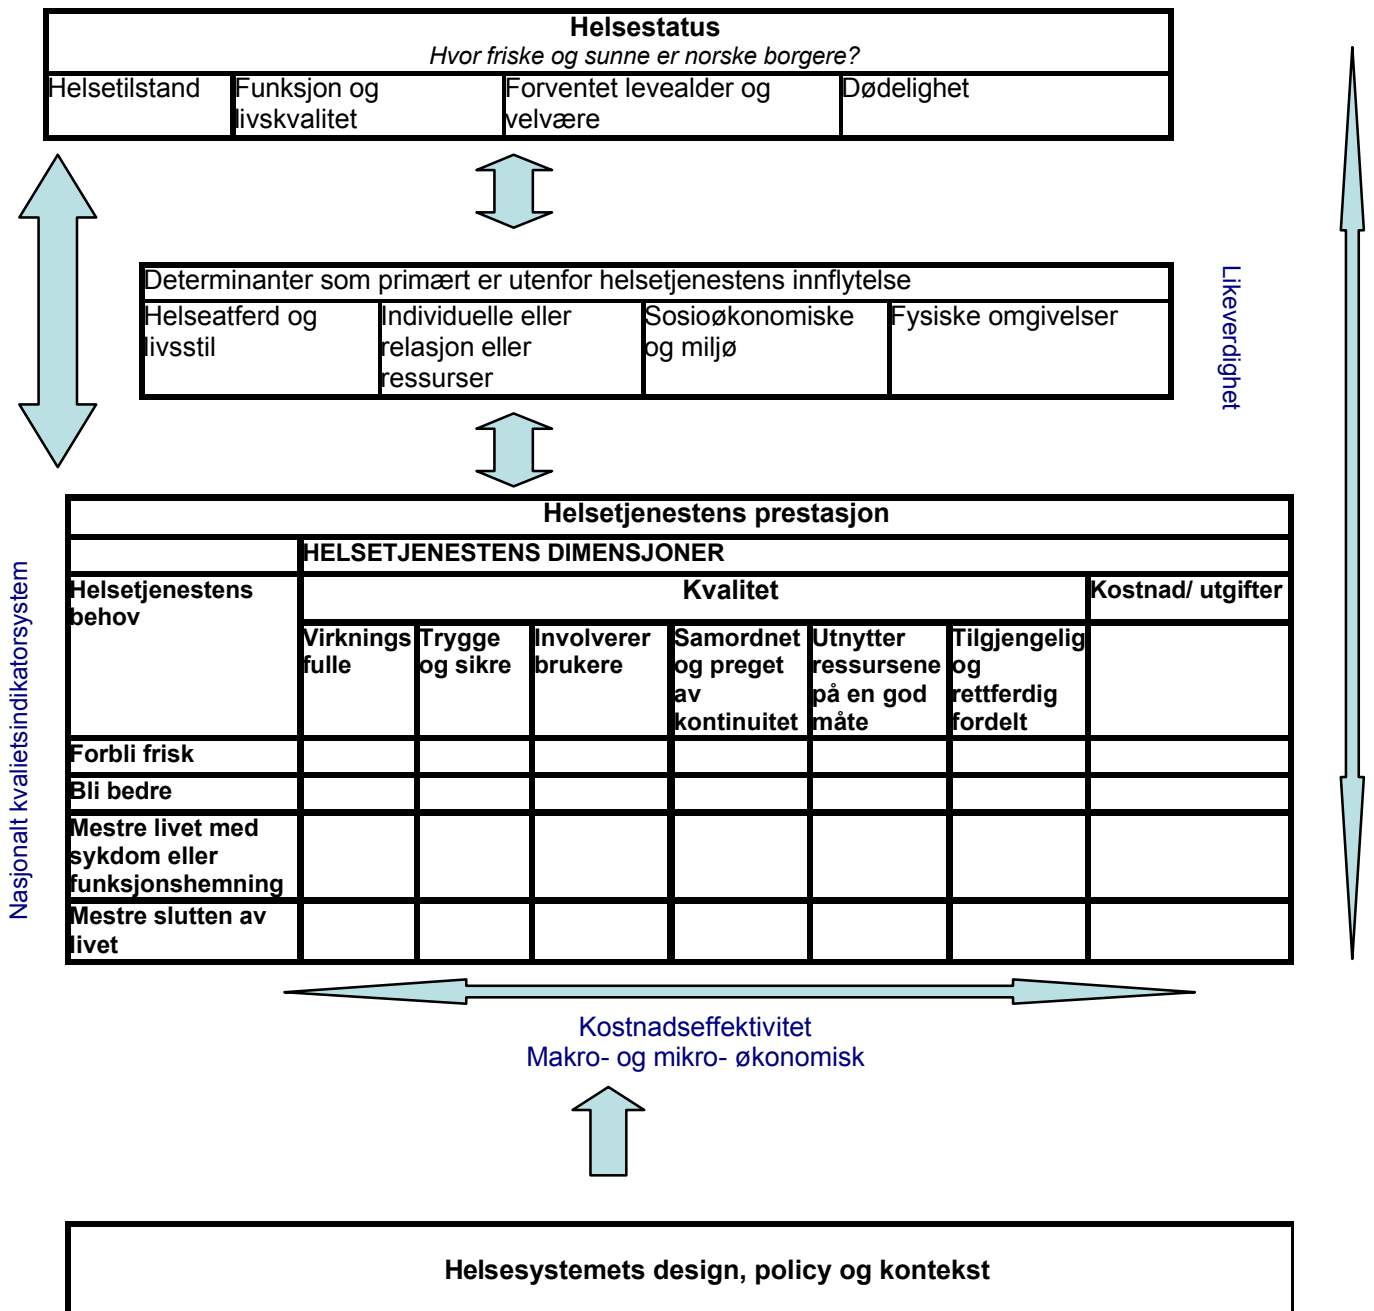 Helsestatus
Hvor friske og sunne er norske borgere?
Helsetilstand
Funksjon og
livskvalitet
Forventet levealder og
velvære
Dødelighet
Determinanter som primært er utenfor helsetjenestens innflytelse
Helseatferd og
livsstil
Individuelle eller
relasjon eller
ressurser
Sosioøkonomiske
og miljø
Fysiske omgivelser
Likeverdighet
Nasjonalt kvalietsindikatorsystem
Helsetjenestens prestasjon
HELSETJENESTENS DIMENSJONER
Helsetjenestens
behov
Kvalitet
Kostnad/ utgifter
Virknings
fulle
Trygge
og sikre
Involverer
brukere
Samordnet
og preget
av
kontinuitet
Utnytter
ressursene
på en god
måte
Tilgjengelig
og
rettferdig
fordelt
Forbli frisk
Bli bedre
Mestre livet med
sykdom eller
funksjonshemning
Mestre slutten av
livet
Kostnadseffektivitet
Makro- og mikro- økonomisk
Helsesystemets design, policy og kontekst